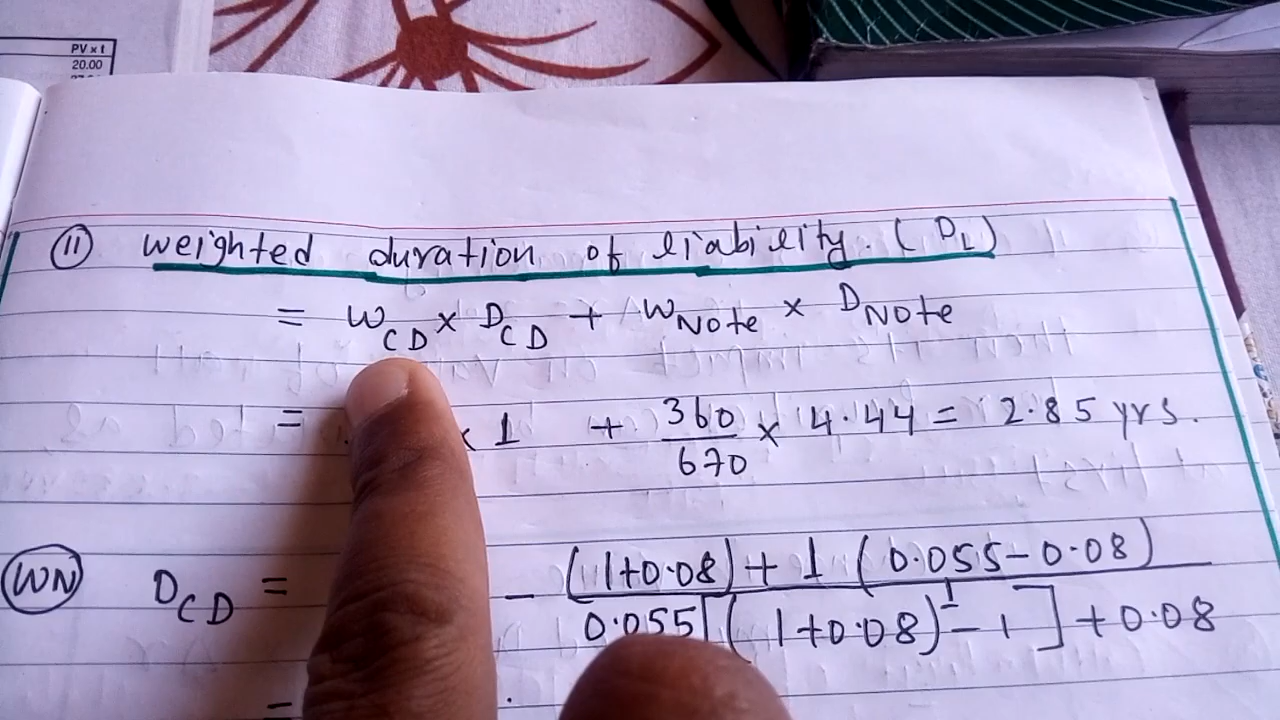 PV x t
20.00
(11) weighted duration of liability. (DL)
= WCD x DCD + WNote x DNote
= x 1 + 360/670 x 4.44 = 2.85 yrs.
(WN) DCD = - (1+0.08) + 1 (0.055-0.08)
0.055[(1+0.08)^1 - 1] + 0.08
=